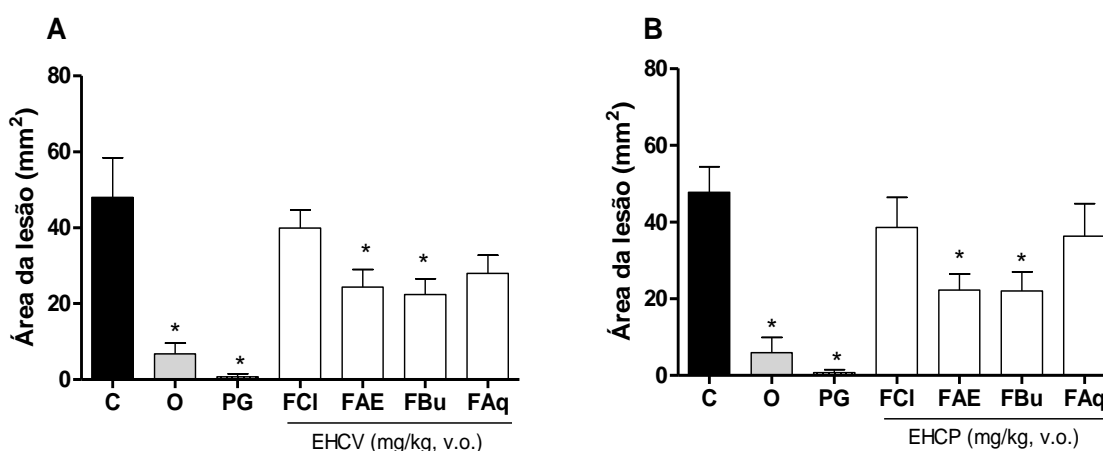 A
Área da lesão (mm²)
80
60
40
20
0
* * * *
C O PG FCl FAE FBu FAq
EHCV (mg/kg, v.o.)
B
Área da lesão (mm²)
80
60
40
20
0
* * * *
C O PG FCl FAE FBu FAq
EHCP (mg/kg, v.o.)